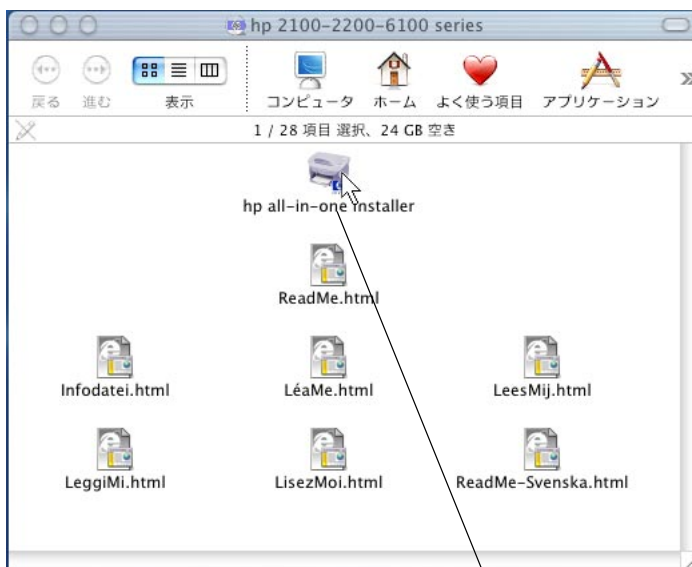 hp 2100-2200-6100 series
戻る 進む 表示 コンピュータ ホーム よく使う項目 アプリケーション
1 / 28 項目 選択、24 GB 空き
hp all-in-one installer
ReadMe.html
Infodatei.html LéaMe.html LeesMij.html
LeggiMi.html LisezMoi.html ReadMe-Svenska.html